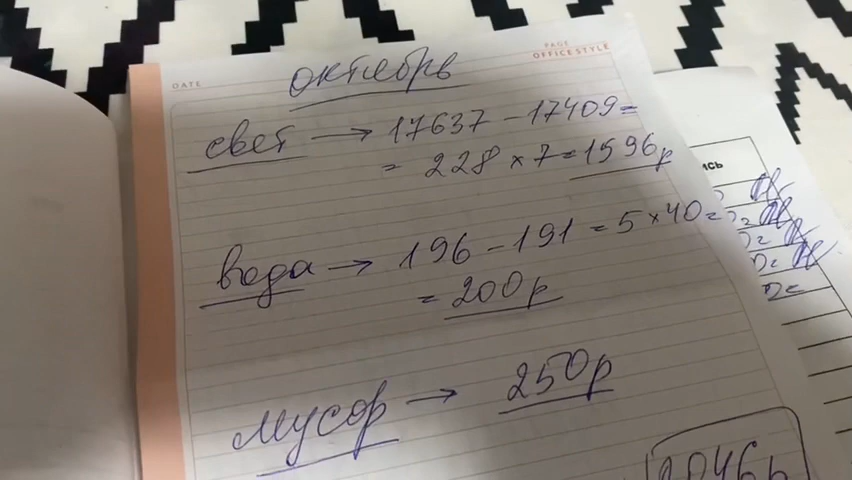 DATE
PAGE
OFFICE STYLE
октябрь
свет → 17637 - 17409 =
= 228 × 7 = 1596р
вода → 196 - 191 = 5 × 40 =
= 200р
мусор → 250р